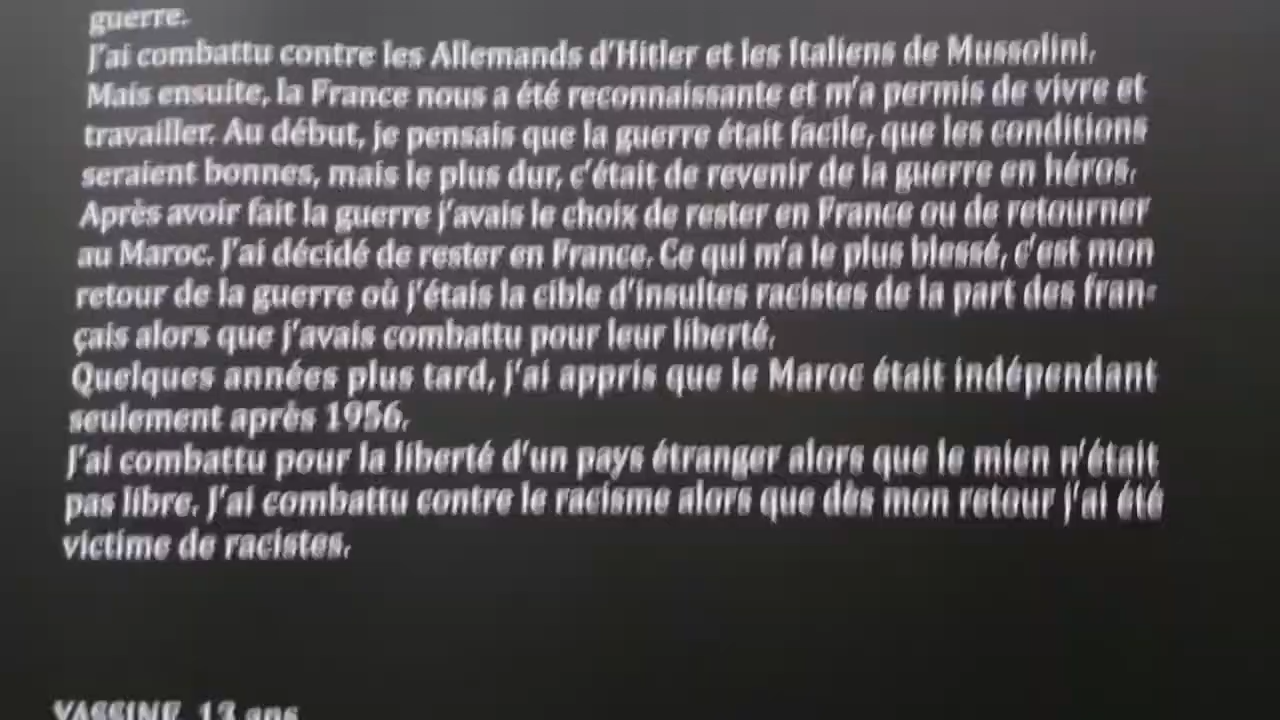 guerre.
J'ai combattu contre les Allemands d'Hitler et les Italiens de Mussolini.
Mais ensuite, la France nous a été reconnaissante et m'a permis de vivre et
travailler. Au début, je pensais que la guerre était facile, que les conditions
seraient bonnes, mais le plus dur, c'était de revenir de la guerre en héros.
Après avoir fait la guerre j'avais le choix de rester en France ou de retourner
au Maroc. J'ai décidé de rester en France. Ce qui m'a le plus blessé, c'est mon
retour de la guerre où j'étais la cible d'insultes racistes de la part des fran-
çais alors que j'avais combattu pour leur liberté.
Quelques années plus tard, j'ai appris que le Maroc était indépendant
seulement après 1956.
J'ai combattu pour la liberté d'un pays étranger alors que le mien n'était
pas libre. J'ai combattu contre le racisme alors que dès mon retour j'ai été
victime de racistes.
YASSINE, 13 ans